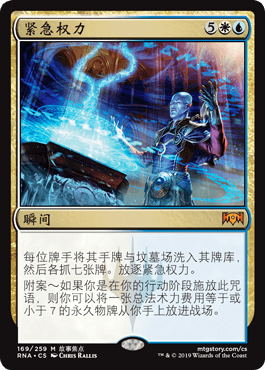 紧急权力 5
瞬间
每位牌手将其手牌与坟墓场洗入其牌库，
然后各抓七张牌。放逐紧急权力。
附案～如果你是在你的行动阶段施放此咒
语，则你可以将一张总法术力费用等于或
小于7的永久物牌从你手上放进战场。
169/259 M 故事焦点
RNA • CS CHRIS RALLIS
mtgstory.com/cs
™ & © 2019 Wizards of the Coast